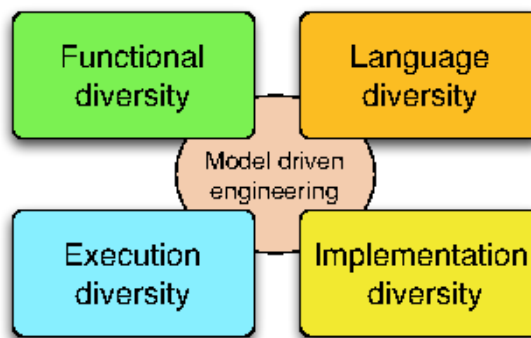 Functional
diversity
Language
diversity
Model driven
engineering
Execution
diversity
Implementation
diversity